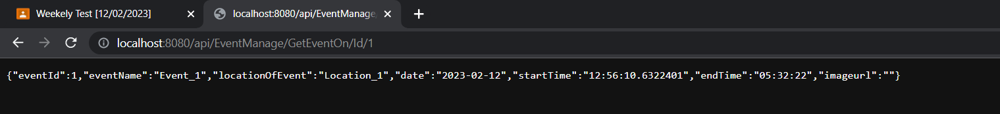 Weekely Test [12/02/2023]
localhost:8080/api/EventManage
localhost:8080/api/EventManage/GetEventOn/Id/1
{"eventId":1,"eventName":"Event_1","locationOfEvent":"Location_1","date":"2023-02-12","startTime":"12:56:10.6322401","endTime":"05:32:22","imageurl":""}